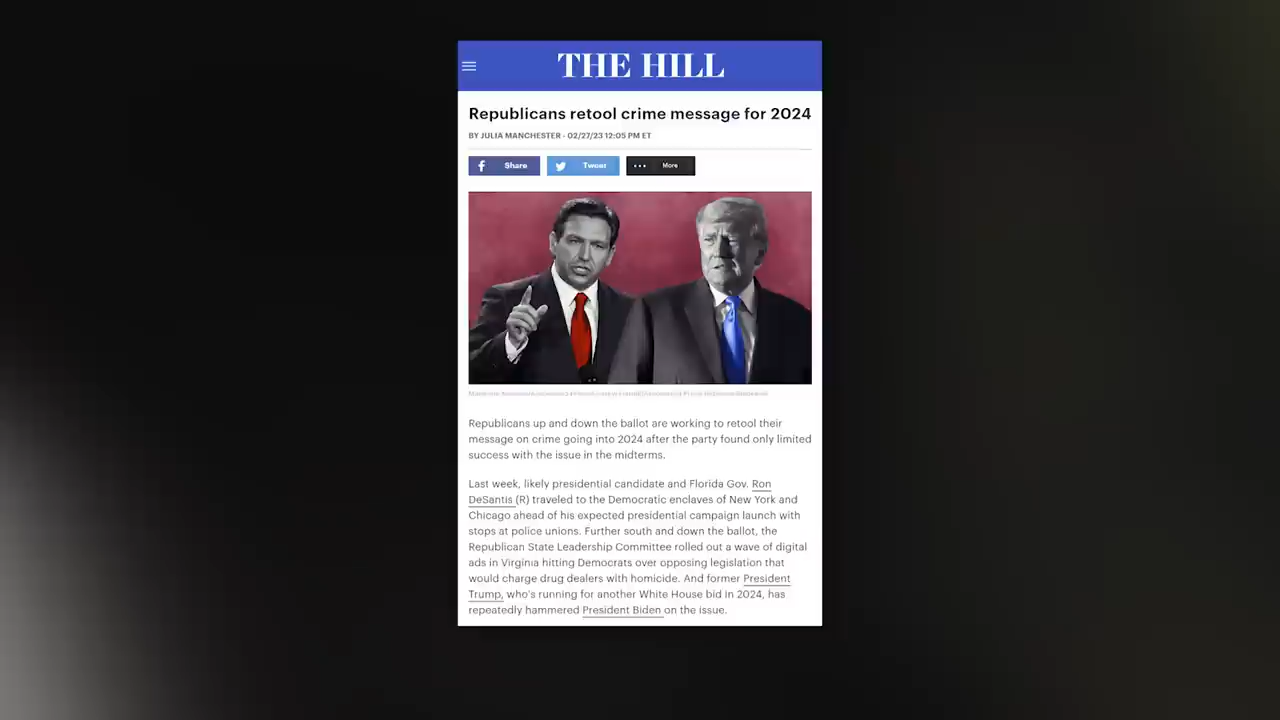 THE HILL
Republicans retool crime message for 2024
BY JULIA MANCHESTER - 02/27/23 12:05 PM ET
Share Tweet More
Republicans up and down the ballot are working to retool their
message on crime going into 2024 after the party found only limited
success with the issue in the midterms.
Last week, likely presidential candidate and Florida Gov. Ron
DeSantis (R) traveled to the Democratic enclaves of New York and
Chicago ahead of his expected presidential campaign launch with
stops at police unions. Further south and down the ballot, the
Republican State Leadership Committee rolled out a wave of digital
ads in Virginia hitting Democrats over opposing legislation that
would charge drug dealers with homicide. And former President
Trump, who's running for another White House bid in 2024, has
repeatedly hammered President Biden on the issue.